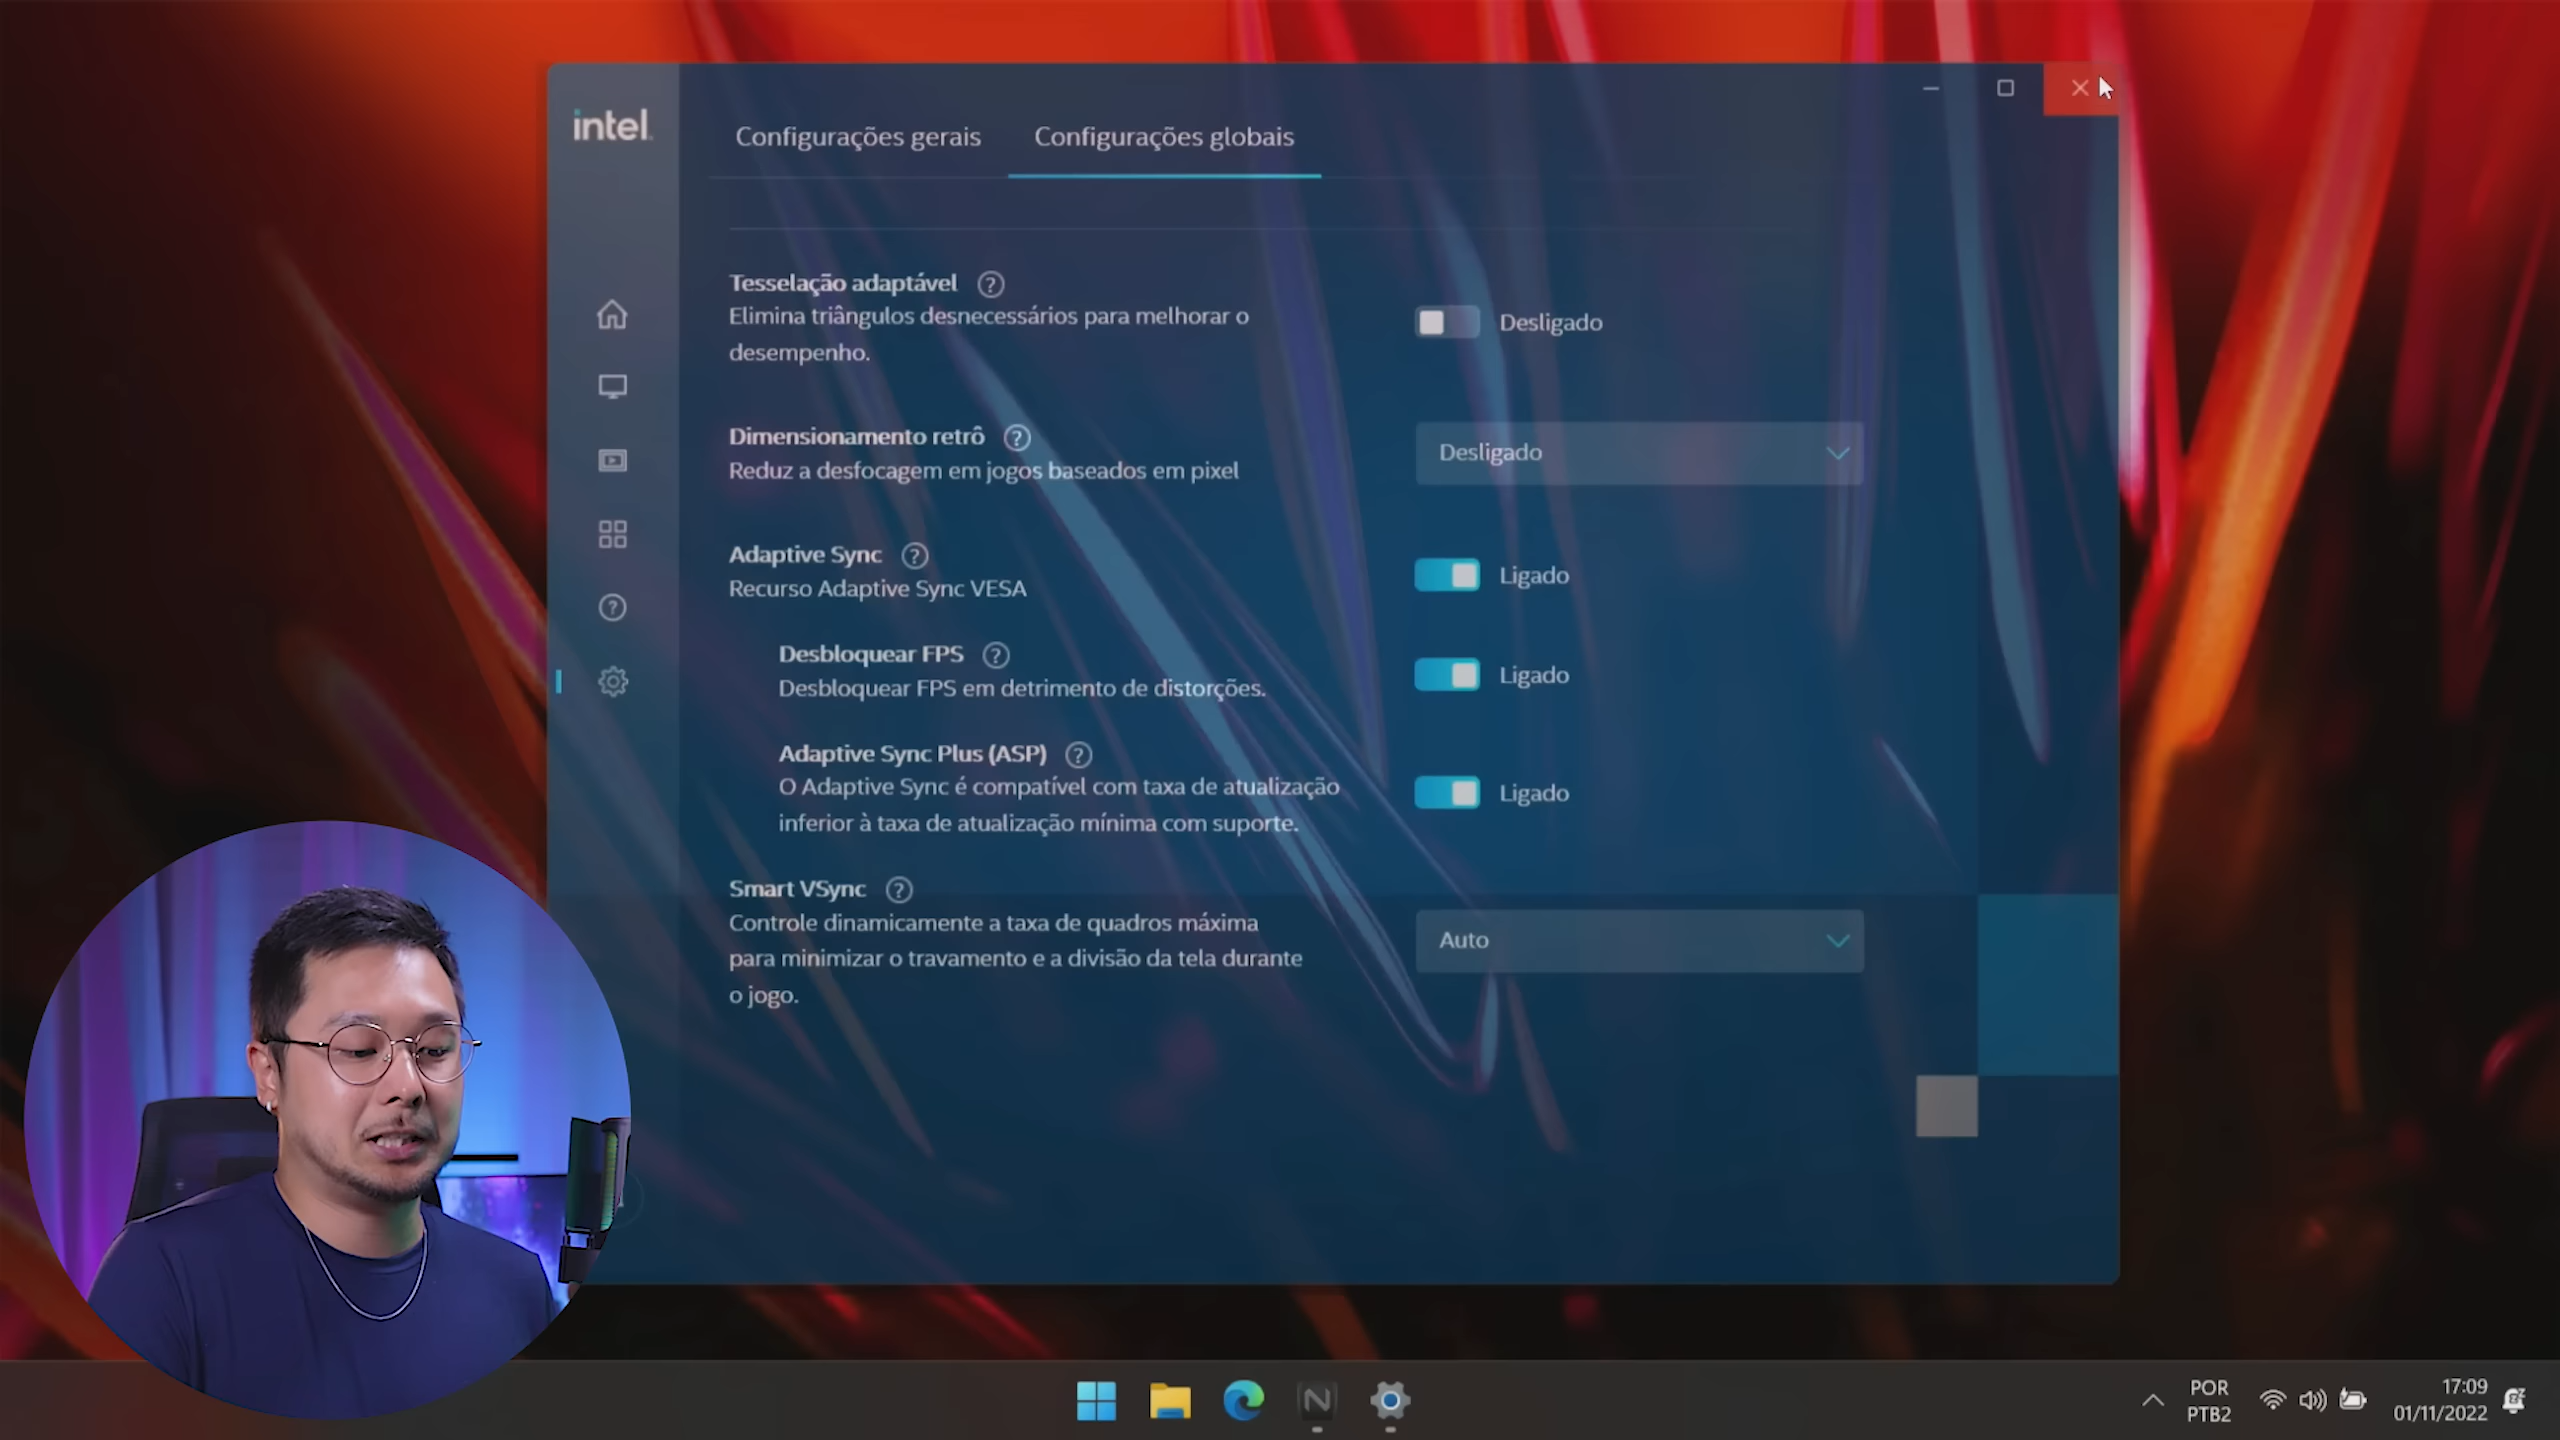 intel.
Configurações gerais
Configurações globais
Tesselação adaptável ?
Elimina triângulos desnecessários para melhorar o
desempenho.
Desligado
Dimensionamento retrô ?
Reduz a desfocagem em jogos baseados em pixel
Desligado
Adaptive Sync ?
Recurso Adaptive Sync VESA
Ligado
Desbloquear FPS ?
Desbloquear FPS em detrimento de distorções.
Ligado
Adaptive Sync Plus (ASP) ?
O Adaptive Sync é compatível com taxa de atualização
inferior à taxa de atualização mínima com suporte.
Ligado
Smart VSync ?
Controle dinamicamente a taxa de quadros máxima
para minimizar o travamento e a divisão da tela durante
o jogo.
Auto
N
POR
PTB2
17:09
01/11/2022